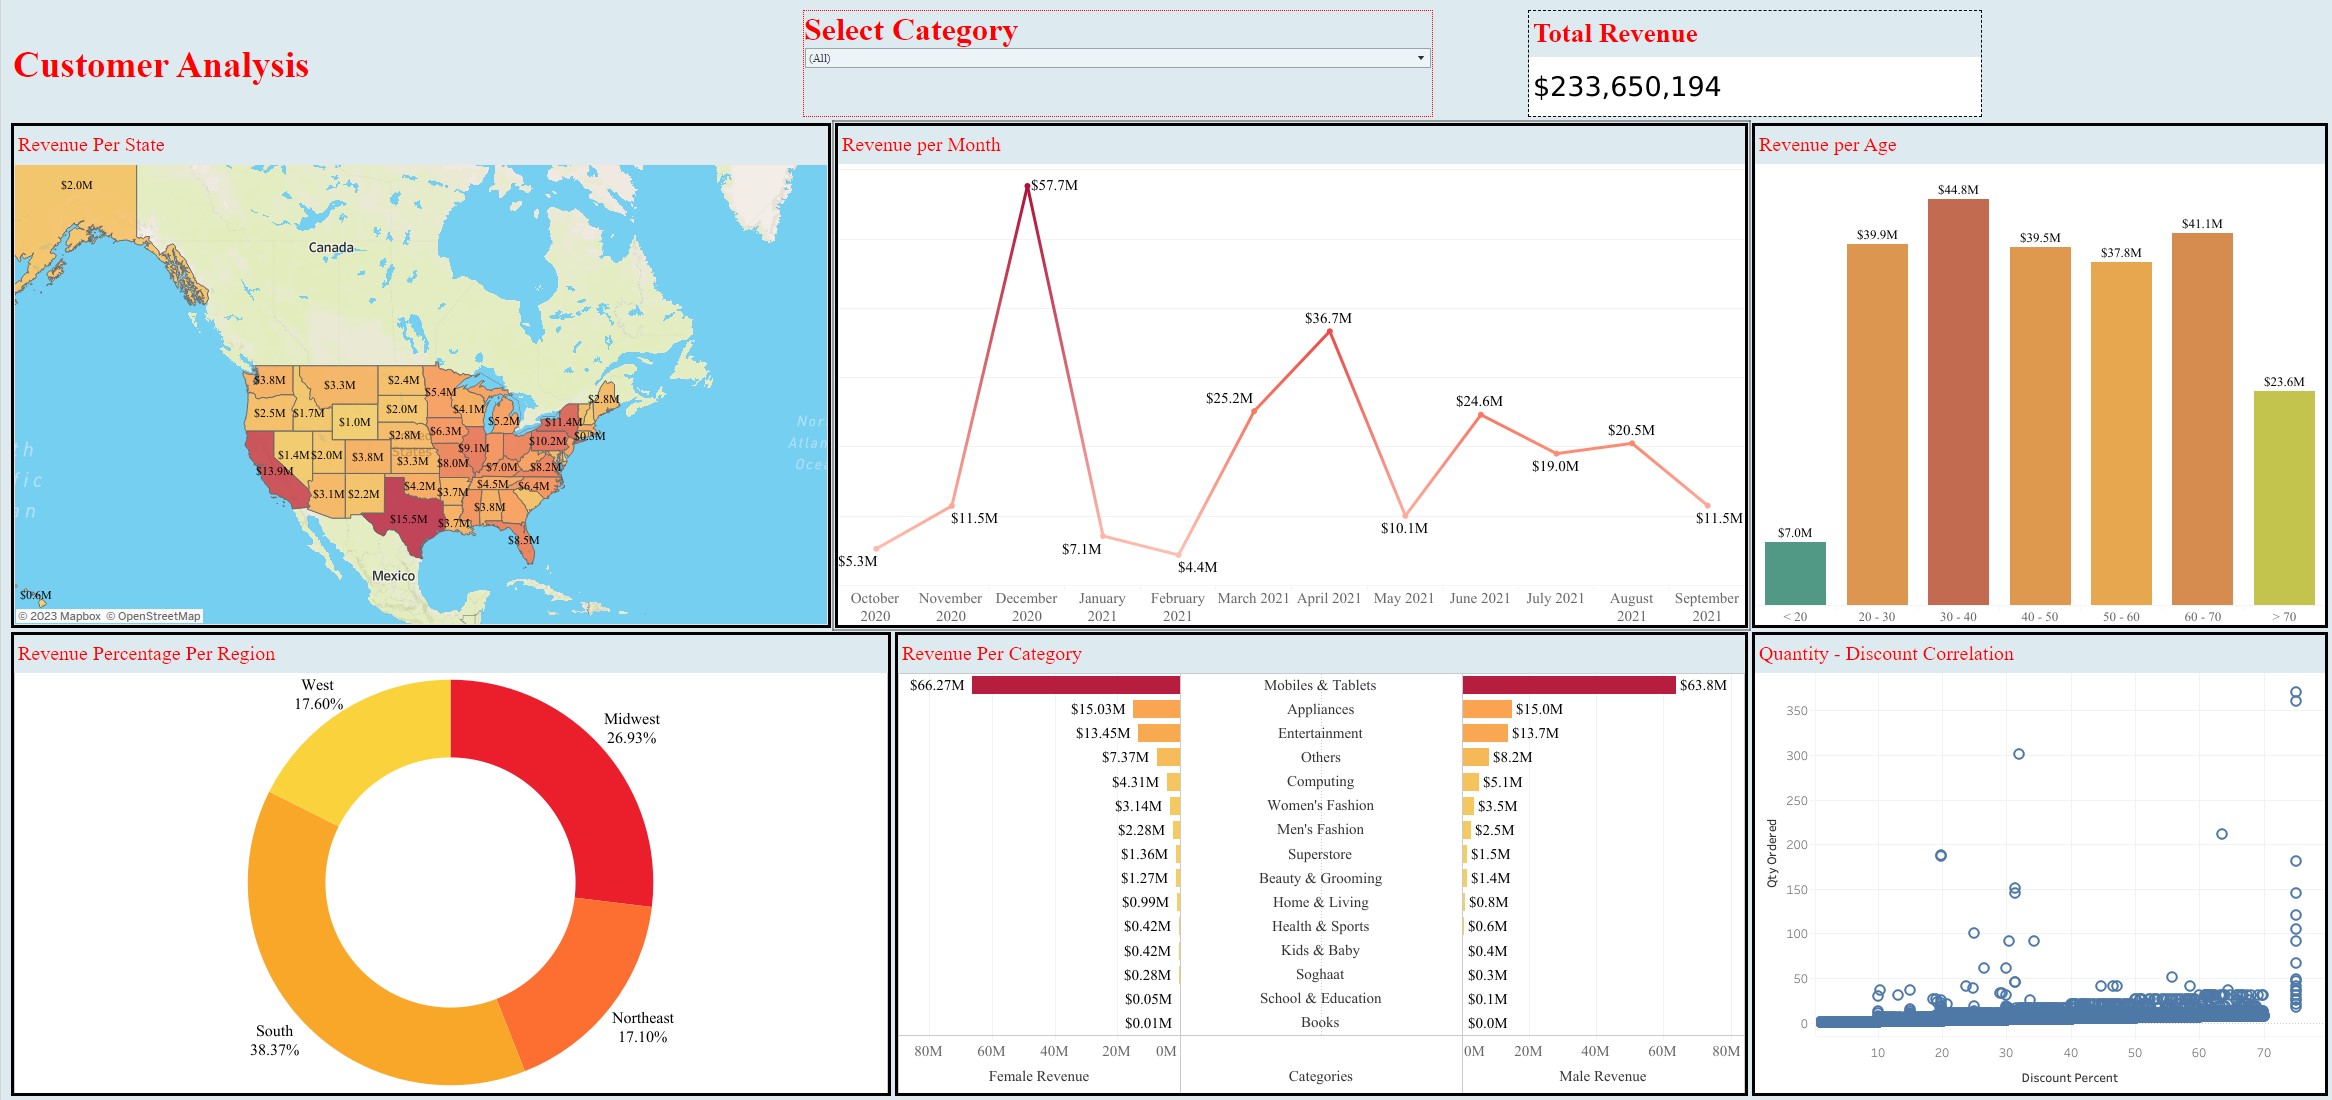 Customer Analysis
Select Category
(All)
Total Revenue
$233,650,194
Revenue Per State
$2.0M
Canada
$3.8M
$3.3M
$2.4M
$5.4M
$2.8M
$2.5M
$1.7M
$1.0M
$2.0M
$4.1M
$5.2M
$11.4M
$0.3M
$2.8M
$6.3M
$10.2M
$1.4M
$2.0M
$3.8M
$3.3M
$9.1M
$8.0M
$7.0M
$8.2M
$13.9M
$3.1M
$2.2M
$4.2M
$3.7M
$4.5M
$6.4M
$15.5M
$3.7M
$3.8M
$8.5M
Mexico
$0.6M
© 2023 Mapbox © OpenStreetMap
Revenue per Month
$57.7M
$36.7M
$25.2M
$24.6M
$20.5M
$19.0M
$11.5M
$11.5M
$10.1M
$7.1M
$5.3M
$4.4M
October 2020
November 2020
December 2020
January 2021
February 2021
March 2021
April 2021
May 2021
June 2021
July 2021
August 2021
September 2021
Revenue per Age
$7.0M
$39.9M
$44.8M
$39.5M
$37.8M
$41.1M
$23.6M
< 20
20 - 30
30 - 40
40 - 50
50 - 60
60 - 70
> 70
Revenue Percentage Per Region
West
17.60%
Midwest
26.93%
South
38.37%
Northeast
17.10%
Revenue Per Category
$66.27M Mobiles & Tablets $63.8M
$15.03M Appliances $15.0M
$13.45M Entertainment $13.7M
$7.37M Others $8.2M
$4.31M Computing $5.1M
$3.14M Women's Fashion $3.5M
$2.28M Men's Fashion $2.5M
$1.36M Superstore $1.5M
$1.27M Beauty & Grooming $1.4M
$0.99M Home & Living $0.8M
$0.42M Health & Sports $0.6M
$0.42M Kids & Baby $0.4M
$0.28M Soghaat $0.3M
$0.05M School & Education $0.1M
$0.01M Books $0.0M
80M 60M 40M 20M 0M 0M 20M 40M 60M 80M
Female Revenue Categories Male Revenue
Quantity - Discount Correlation
Qty Ordered
350
300
250
200
150
100
50
0
10 20 30 40 50 60 70
Discount Percent